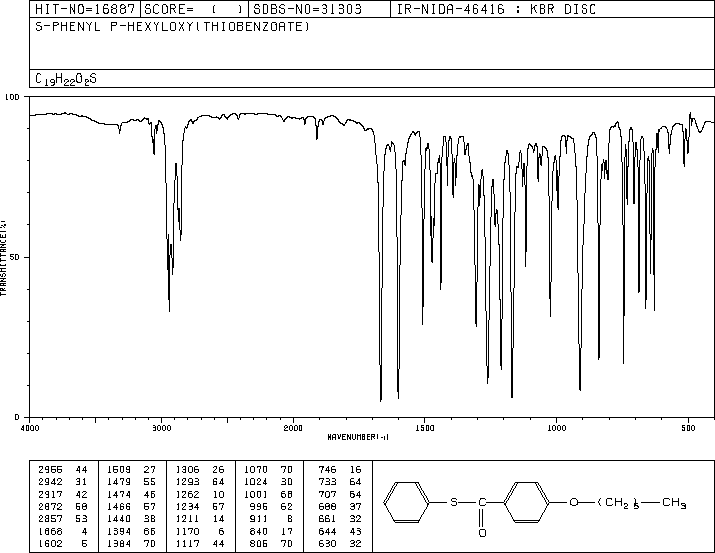 HIT-NO=16887 SCORE= ( ) SDBS-NO=31303 IR-NIDA-46416 : KBR DISC
S-PHENYL P-HEXYLOXY(THIOBENZOATE)
C19H22O2S
100
50
0
TRANSMITTANCE(%)
4000 3000 2000 1500 1000 500
WAVENUMBER(-1)
2955 44 1509 27 1306 26 1070 70 746 16
2942 31 1479 55 1293 64 1024 30 733 64
2917 42 1474 46 1262 10 1001 68 707 64
2872 60 1466 57 1234 57 996 62 688 37
2857 53 1440 38 1211 14 911 8 661 32
1668 4 1394 66 1170 6 840 17 644 43
1602 5 1384 70 1117 44 806 70 630 32
S—C—O—(CH2)5—CH3
O